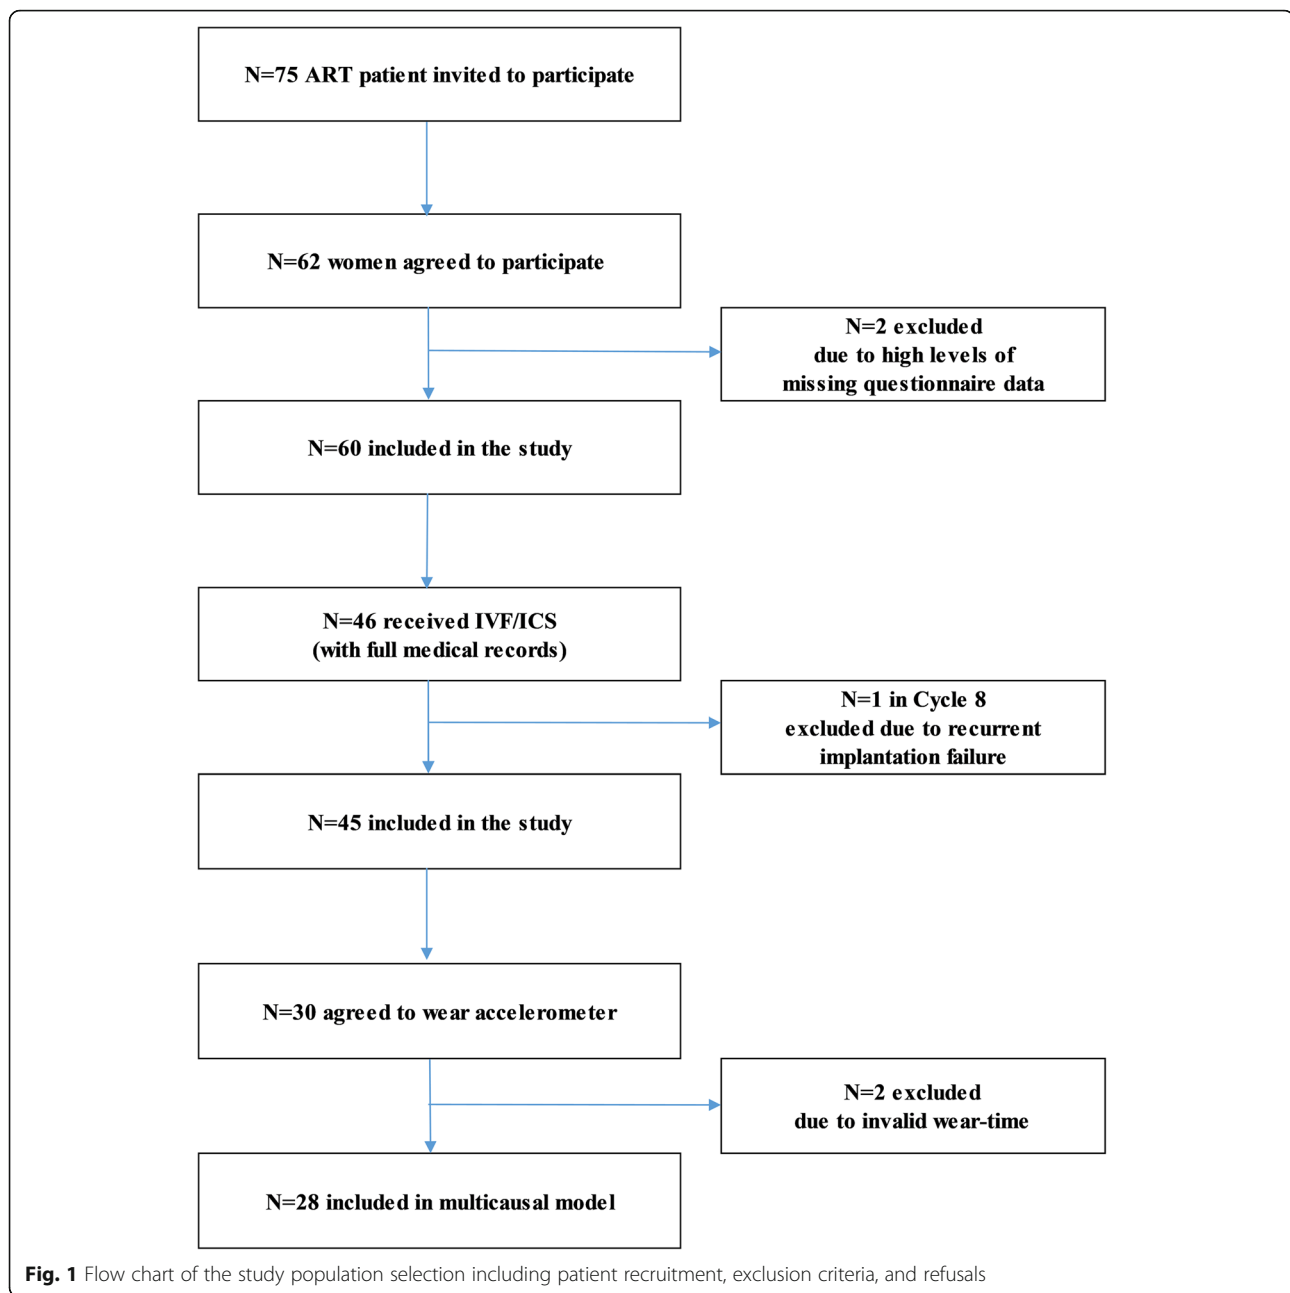 N=75 ART patient invited to participate
N=62 women agreed to participate
N=2 excluded
due to high levels of
missing questionnaire data
N=60 included in the study
N=46 received IVF/ICS
(with full medical records)
N=1 in Cycle 8
excluded due to recurrent
implantation failure
N=45 included in the study
N=30 agreed to wear accelerometer
N=2 excluded
due to invalid wear-time
N=28 included in multicausal model
Fig. 1 Flow chart of the study population selection including patient recruitment, exclusion criteria, and refusals